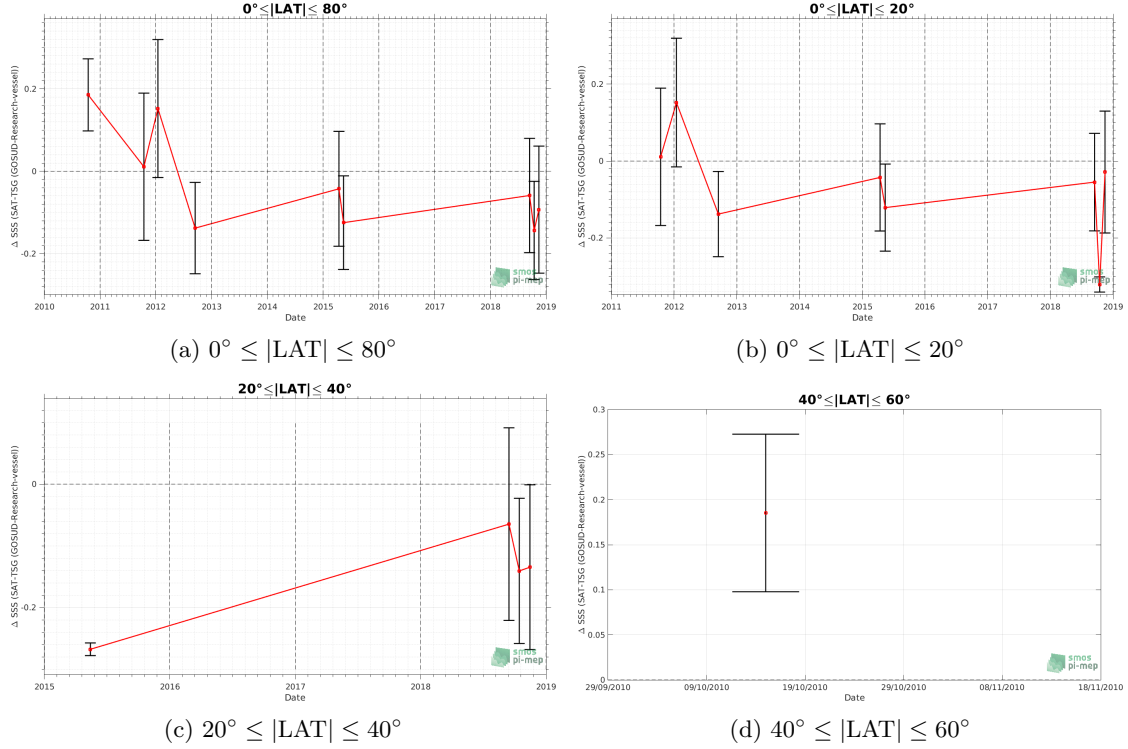 0°≤|LAT|≤ 80°
Δ SSS (SAT-TSG (GOSUD-Research-vessel))
0.2
0
-0.2
2010 2011 2012 2013 2014 2015 2016 2017 2018 2019
Date
smos
pi-mep
(a) 0° ≤ |LAT| ≤ 80°
0°≤|LAT|≤ 20°
Δ SSS (SAT-TSG (GOSUD-Research-vessel))
0.2
0
-0.2
2011 2012 2013 2014 2015 2016 2017 2018 2019
Date
smos
pi-mep
(b) 0° ≤ |LAT| ≤ 20°
20°≤|LAT|≤ 40°
Δ SSS (SAT-TSG (GOSUD-Research-vessel))
0
-0.2
2015 2016 2017 2018 2019
Date
smos
pi-mep
(c) 20° ≤ |LAT| ≤ 40°
40°≤|LAT|≤ 60°
Δ SSS (SAT-TSG (GOSUD-Research-vessel))
0.3
0.25
0.2
0.15
0.1
0.05
0
29/09/2010 09/10/2010 19/10/2010 29/10/2010 08/11/2010 18/11/2010
Date
smos
pi-mep
(d) 40° ≤ |LAT| ≤ 60°